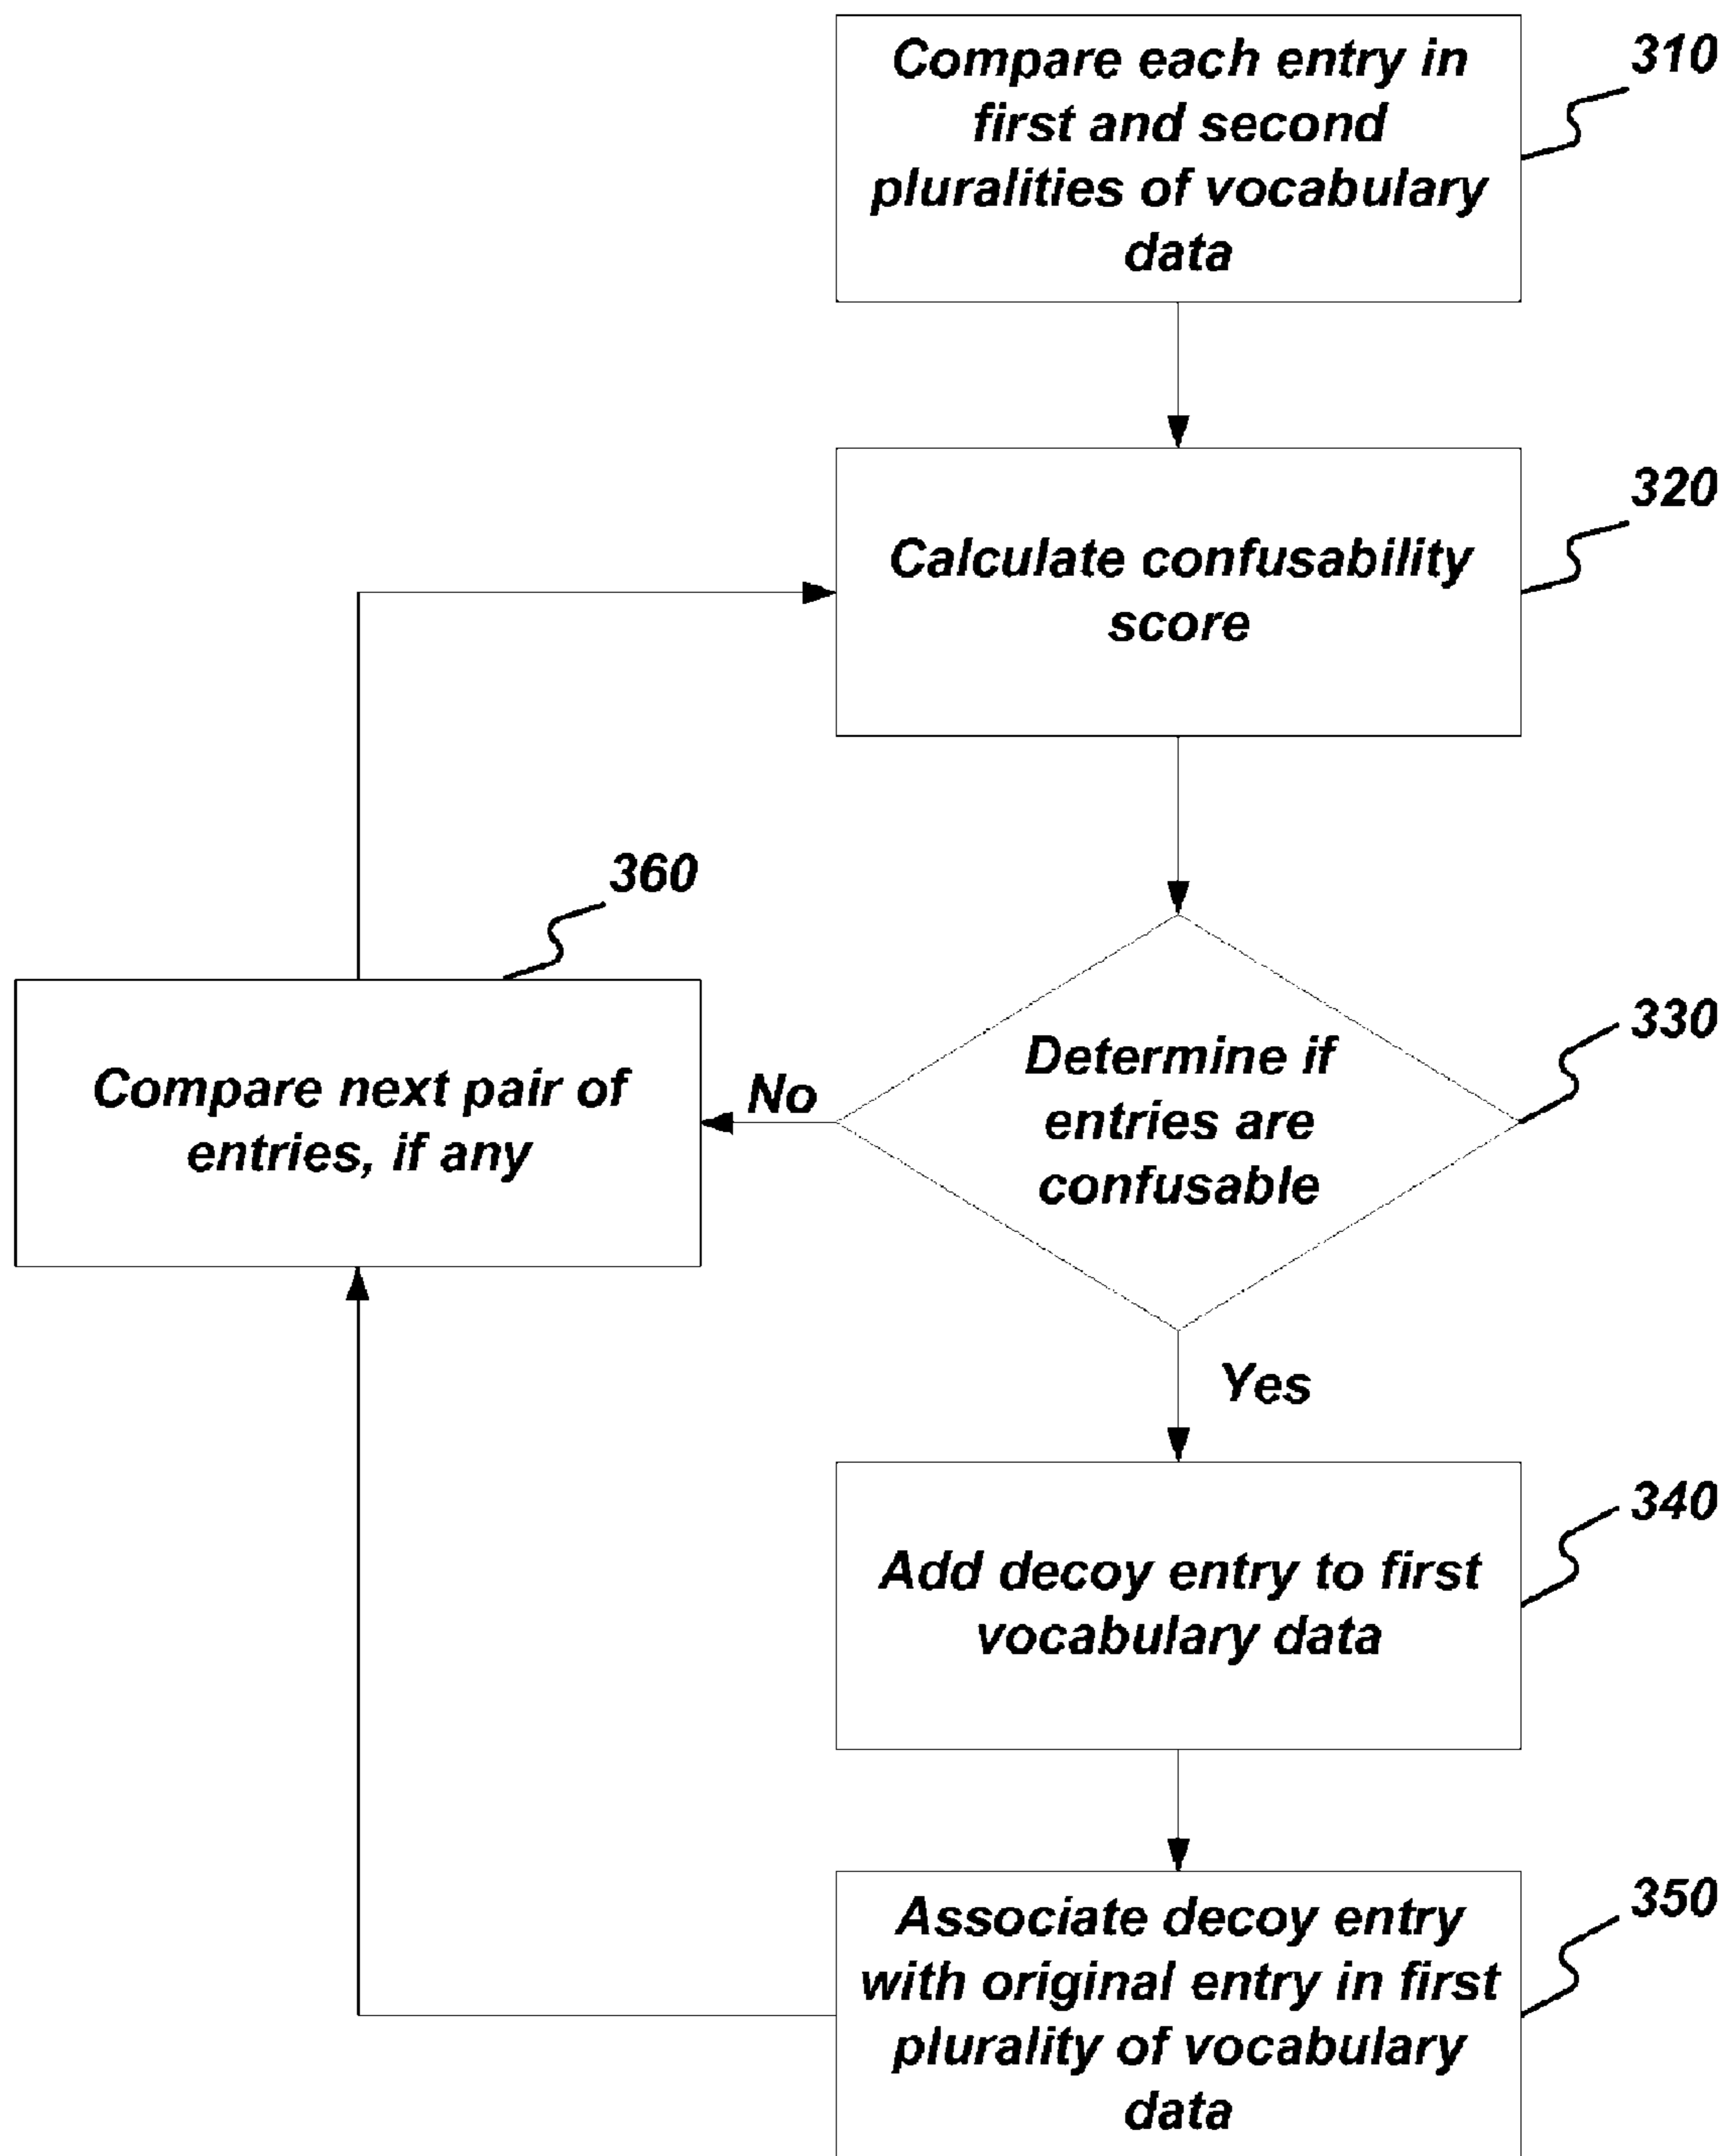 Compare each entry in
first and second
pluralities of vocabulary
data
310
Calculate confusability
score
320
360
Compare next pair of
entries, if any
No
Determine if
entries are
confusable
330
Yes
Add decoy entry to first
vocabulary data
340
Associate decoy entry
with original entry in first
plurality of vocabulary
data
350